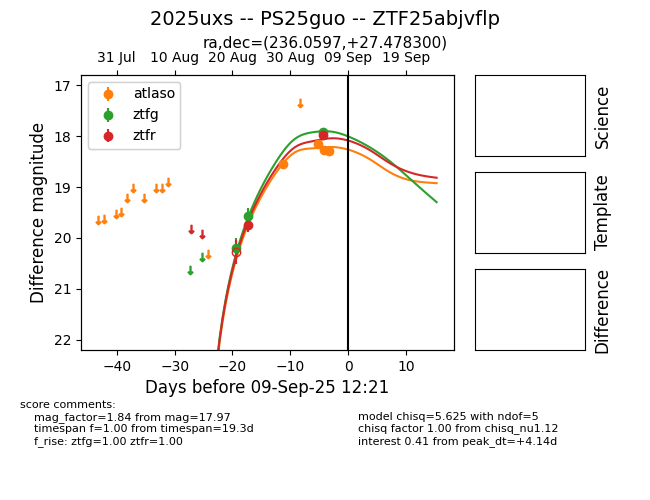 2025uxs -- PS25guo -- ZTF25abjvflp
ra,dec=(236.0597,+27.478300)
31 Jul 10 Aug 20 Aug 30 Aug 09 Sep 19 Sep
17
18
19
20
21
22
Difference magnitude
atlaso
ztfg
ztfr
−40 −30 −20 −10 0 10
Days before 09-Sep-25 12:21
Science
Template
Difference
score comments:
mag_factor=1.84 from mag=17.97
timespan f=1.00 from timespan=19.3d
f_rise: ztfg=1.00 ztfr=1.00
model chisq=5.625 with ndof=5
chisq factor 1.00 from chisq_nu1.12
interest 0.41 from peak_dt=+4.14d